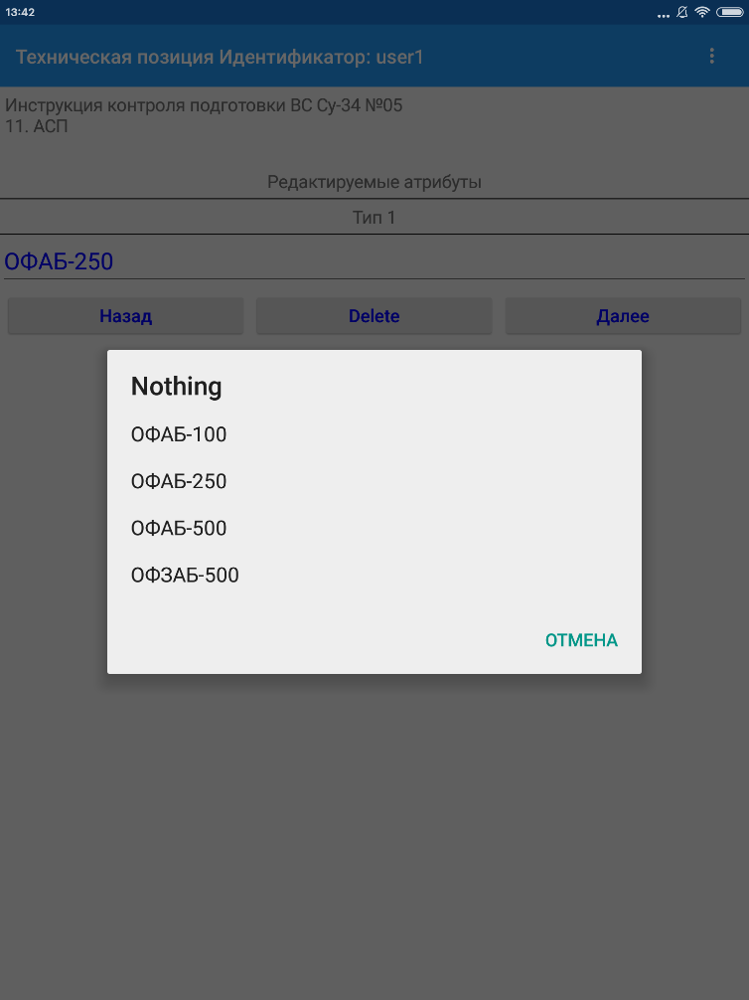 13:42
Техническая позиция Идентификатор: user1
Инструкция контроля подготовки ВС Су-34 №05
11. АСП
Редактируемые атрибуты
Тип 1
ОФАБ-250
Назад Delete Далее
Nothing
ОФАБ-100
ОФАБ-250
ОФАБ-500
ОФЗАБ-500
ОТМЕНА